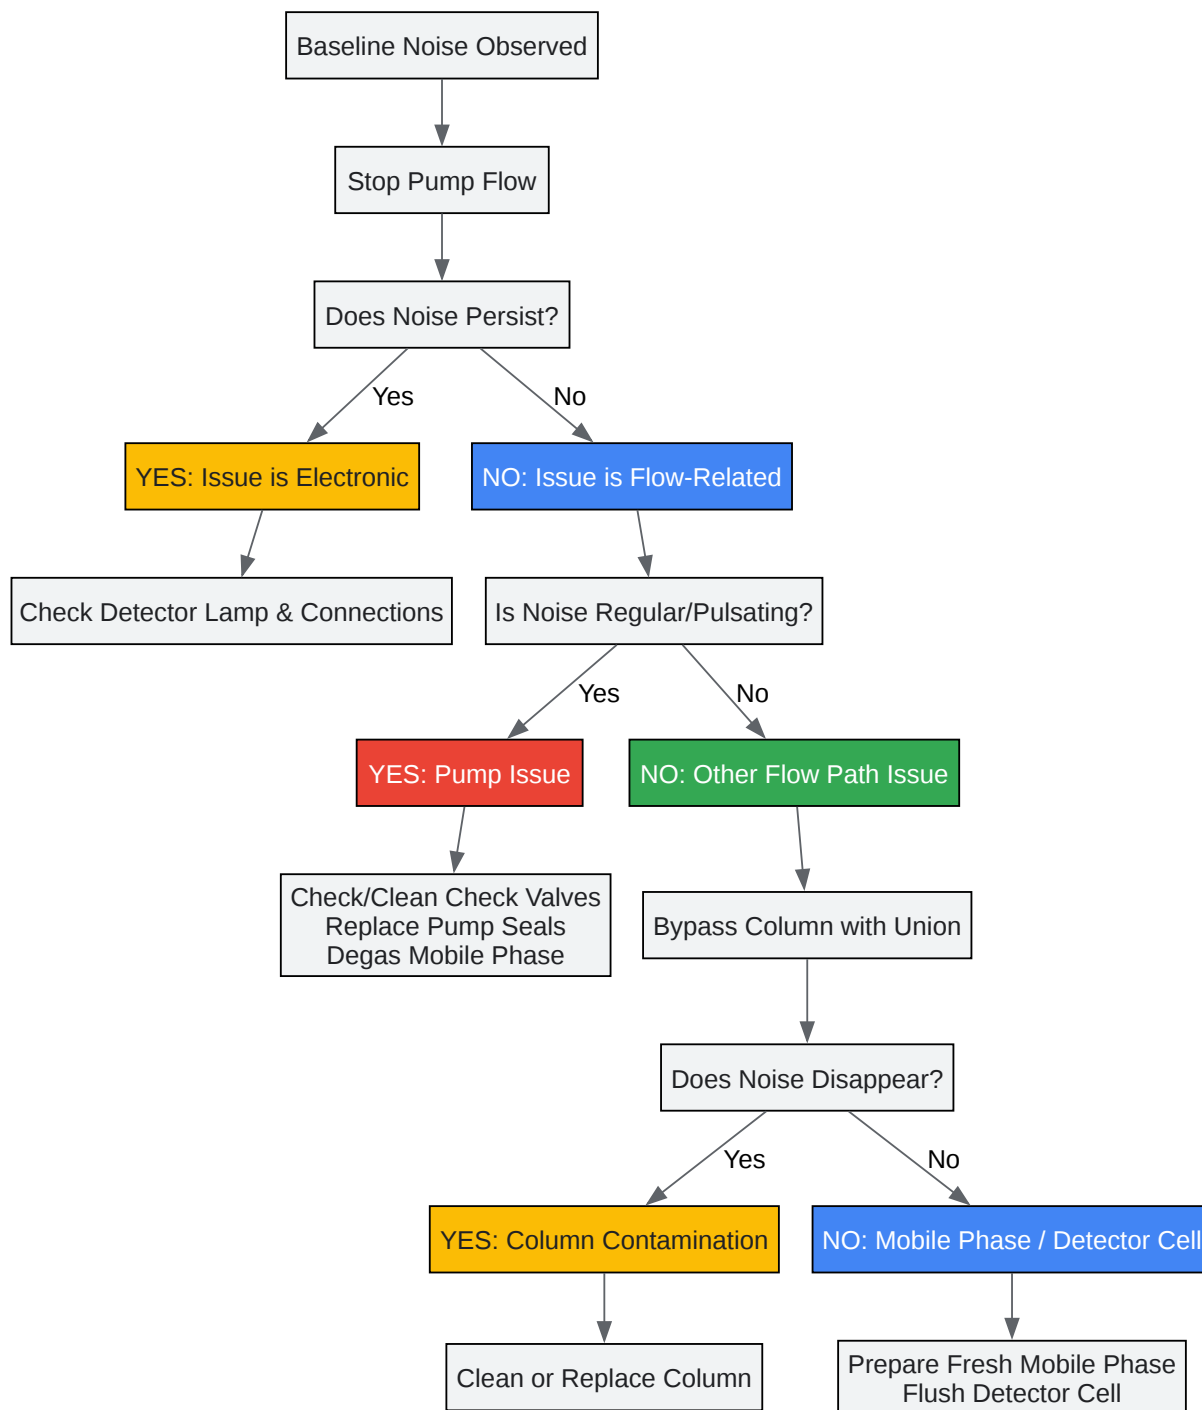 Baseline Noise Observed
Stop Pump Flow
Does Noise Persist?
Yes
No
YES: Issue is Electronic
NO: Issue is Flow-Related
Check Detector Lamp & Connections
Is Noise Regular/Pulsating?
Yes
No
YES: Pump Issue
NO: Other Flow Path Issue
Check/Clean Check Valves
Replace Pump Seals
Degas Mobile Phase
Bypass Column with Union
Does Noise Disappear?
Yes
No
YES: Column Contamination
NO: Mobile Phase / Detector Cell
Clean or Replace Column
Prepare Fresh Mobile Phase
Flush Detector Cell